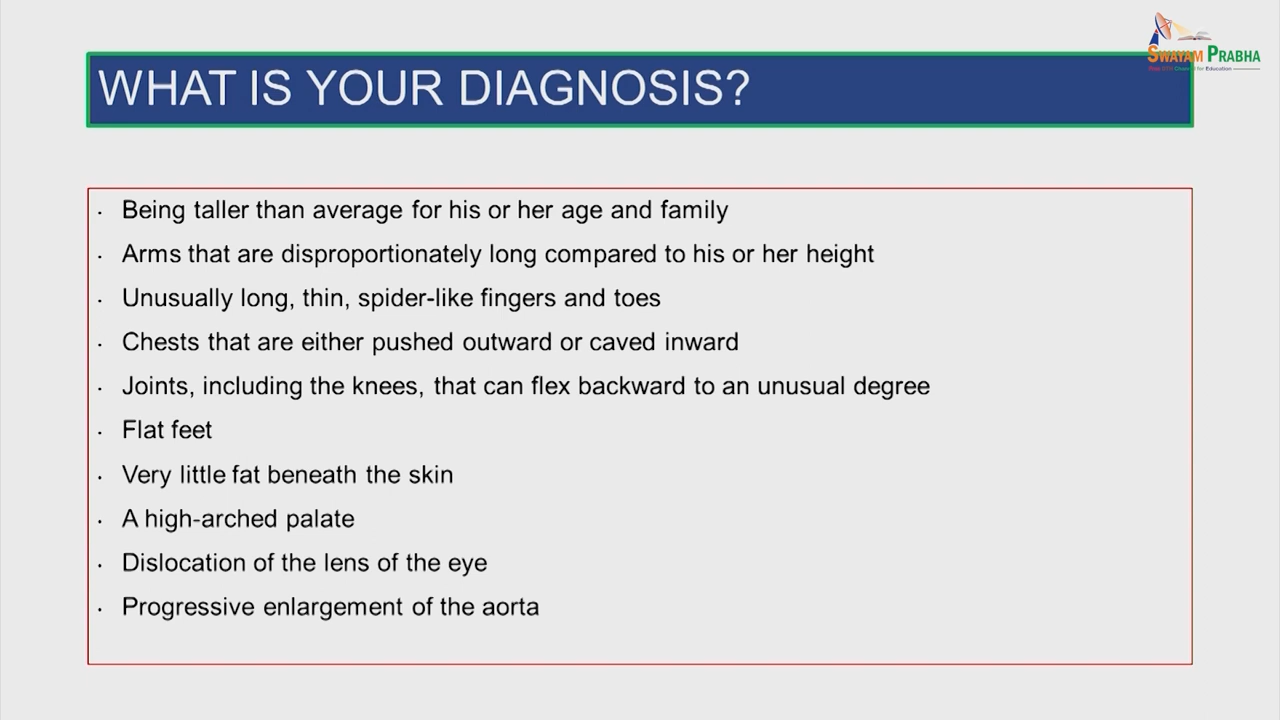 SWAYAM PRABHA
WHAT IS YOUR DIAGNOSIS?
· Being taller than average for his or her age and family
· Arms that are disproportionately long compared to his or her height
· Unusually long, thin, spider-like fingers and toes
· Chests that are either pushed outward or caved inward
· Joints, including the knees, that can flex backward to an unusual degree
· Flat feet
· Very little fat beneath the skin
· A high-arched palate
· Dislocation of the lens of the eye
· Progressive enlargement of the aorta